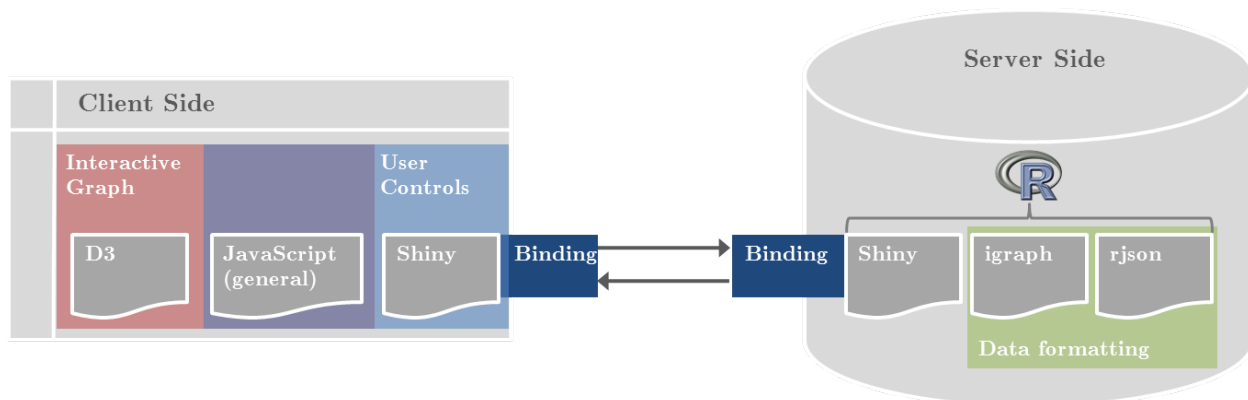 Client Side
Interactive
Graph
User
Controls
D3
JavaScript
(general)
Shiny
Binding
Server Side
R
Binding
Shiny
igraph
rjson
Data formatting